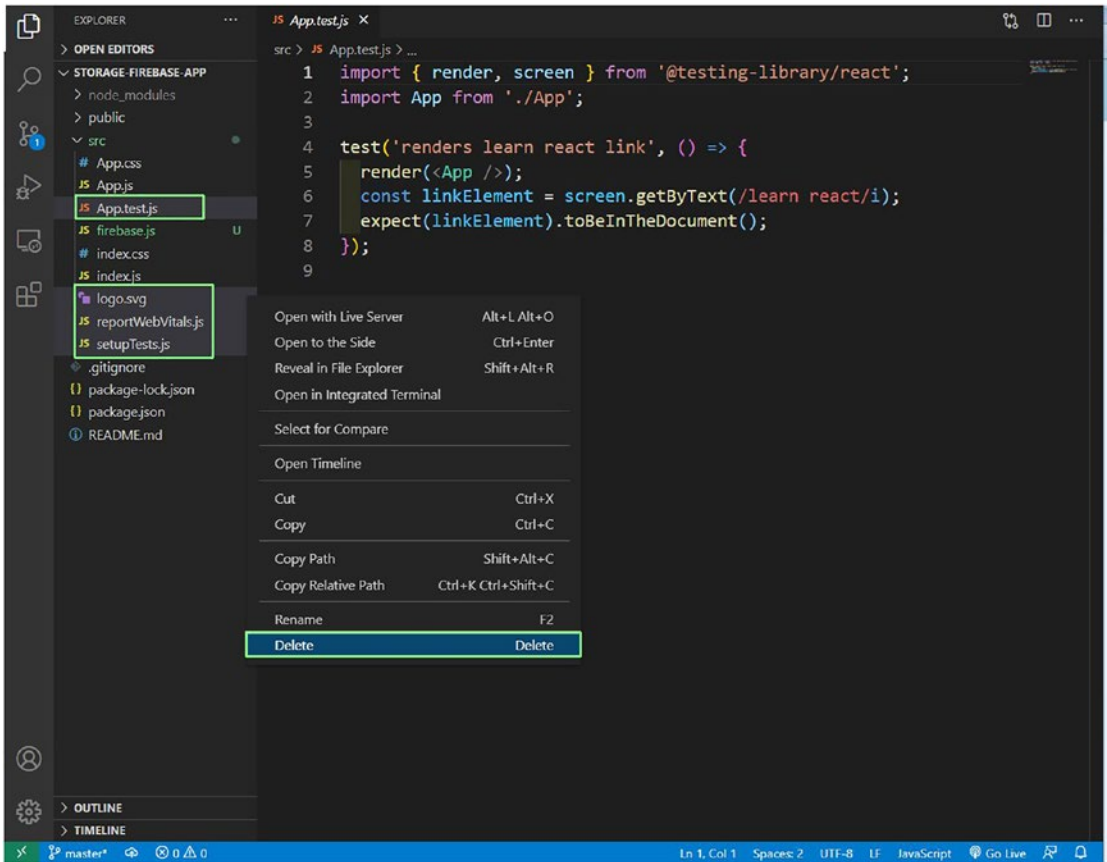 EXPLORER ...
OPEN EDITORS
STORAGE-FIREBASE-APP
node_modules
public
src
# App.css
JS App.js
JS App.test.js
JS firebase.js U
# index.css
JS index.js
logo.svg
JS reportWebVitals.js
JS setupTests.js
.gitignore
{} package-lock.json
{} package.json
README.md
OUTLINE
TIMELINE
JS App.test.js ×
src > JS App.test.js > ...
1 import { render, screen } from '@testing-library/react';
2 import App from './App';
3
4 test('renders learn react link', () => {
5 render(<App />);
6 const linkElement = screen.getByText(/learn react/i);
7 expect(linkElement).toBeInTheDocument();
8 });
9
Open with Live Server Alt+L Alt+O
Open to the Side Ctrl+Enter
Reveal in File Explorer Shift+Alt+R
Open in Integrated Terminal
Select for Compare
Open Timeline
Cut Ctrl+X
Copy Ctrl+C
Copy Path Shift+Alt+C
Copy Relative Path Ctrl+K Ctrl+Shift+C
Rename F2
Delete Delete
1
master* 0 0 Ln 1, Col 1 Spaces: 2 UTF-8 LF JavaScript Go Live